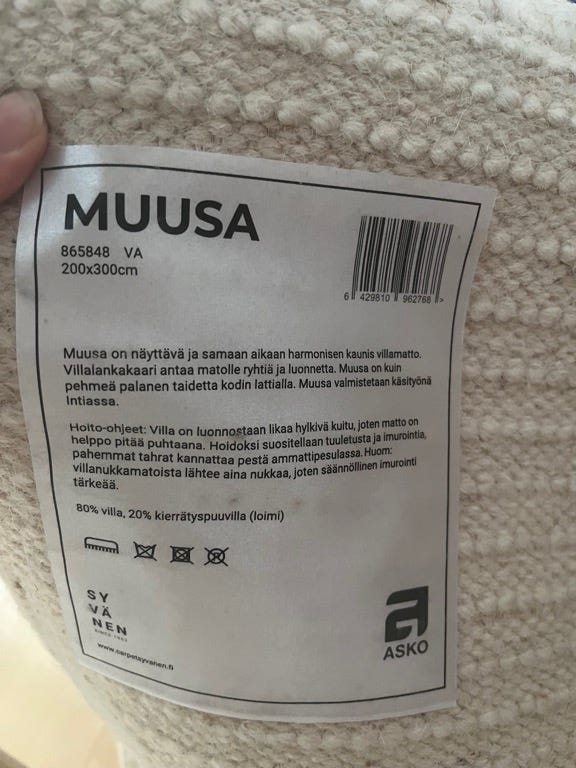 MUUSA
865848 VA
200x300cm
6 429810 962768 >
Muusa on näyttävä ja samaan aikaan harmonisen kaunis villamatto.
Villalankakaari antaa matolle ryhtiä ja luonnetta. Muusa on kuin
pehmeä palanen taidetta kodin lattialla. Muusa valmistetaan käsityönä
Intiassa.
Hoito-ohjeet: Villa on luonnostaan likaa hylkivä kuitu, joten matto on
helppo pitää puhtaana. Hoidoksi suositellaan tuuletusta ja imurointia,
pahemmat tahrat kannattaa pestä ammattipesulassa. Huom:
villanukkamatoista lähtee aina nukkaa, joten säännöllinen imurointi
tärkeää.
80% villa, 20% kierrätyspuuvilla (loimi)
SY
VÄ
NEN
www.carpetsyvanen.fi
ASKO